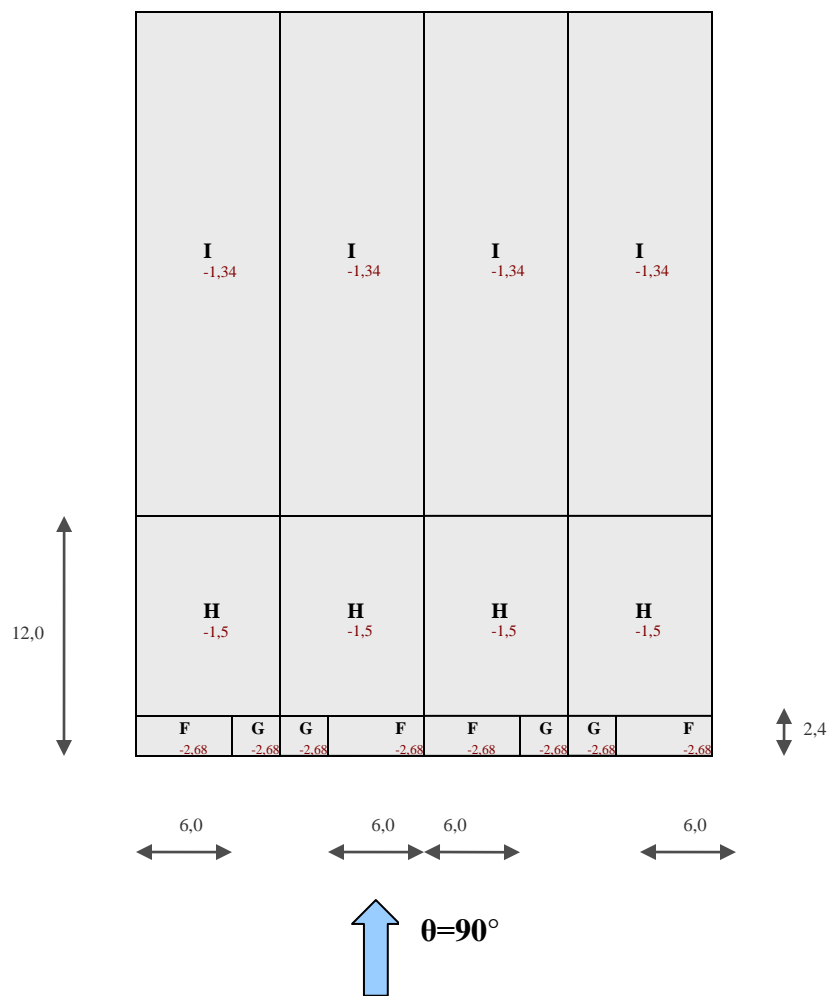 I I I I
-1,34 -1,34 -1,34 -1,34
H H H H
-1,5 -1,5 -1,5 -1,5
12,0
F G G F F G G F
2,4
-2,68 -2,68 -2,68 -2,68 -2,68 -2,68 -2,68 -2,68
6,0 6,0 6,0 6,0
θ=90°